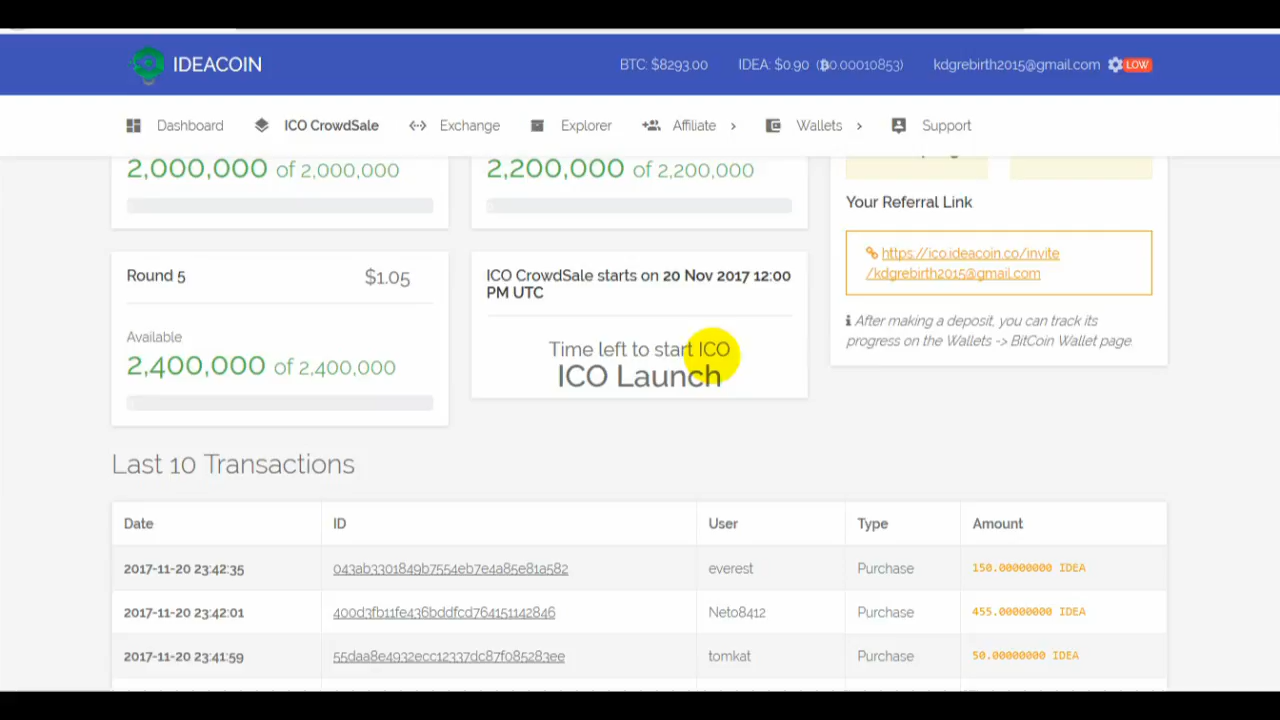 IDEACOIN
BTC: $8293.00 IDEA: $0.90 (฿0.00010853) kdgrebirth2015@gmail.com LOW
Dashboard ICO CrowdSale Exchange Explorer Affiliate Wallets Support
2,000,000 of 2,000,000
2,200,000 of 2,200,000
Your Referral Link
https://ico.ideacoin.co/invite
/kdgrebirth2015@gmail.com
After making a deposit, you can track its
progress on the Wallets -> BitCoin Wallet page
Round 5 $1.05
Available
2,400,000 of 2,400,000
ICO CrowdSale starts on 20 Nov 2017 12:00
PM UTC
Time left to start ICO
ICO Launch
Last 10 Transactions
Date ID User Type Amount
2017-11-20 23:42:35 043ab3301849b7554eb7e4a85e81a582 everest Purchase 150.00000000 IDEA
2017-11-20 23:42:01 400d3fb11fe436bddfcd764151142846 Neto8412 Purchase 455.00000000 IDEA
2017-11-20 23:41:59 55daa8e4932ecc12337dc87f085283ee tomkat Purchase 50.00000000 IDEA